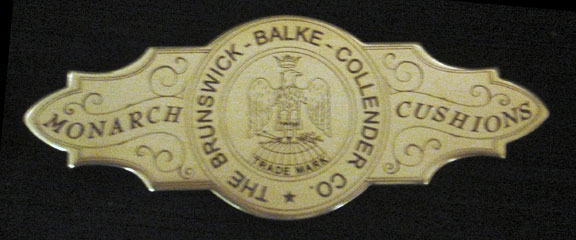 MONARCH
THE BRUNSWICK-BALKE-COLLENDER CO.
TRADE MARK
CUSHIONS